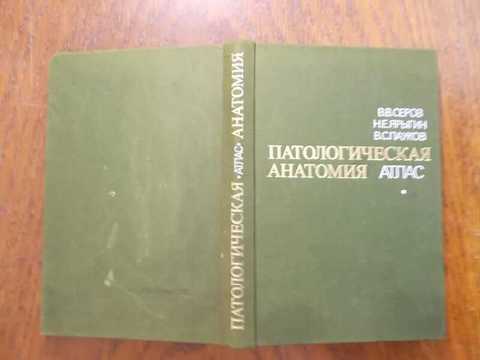 В.В.СЕРОВ
Н.Е.ЯРЫГИН
В.С.ПАУКОВ
ПАТОЛОГИЧЕСКАЯ
АНАТОМИЯ АТЛАС
ПАТОЛОГИЧЕСКАЯ •АТЛАС• АНАТОМИЯ